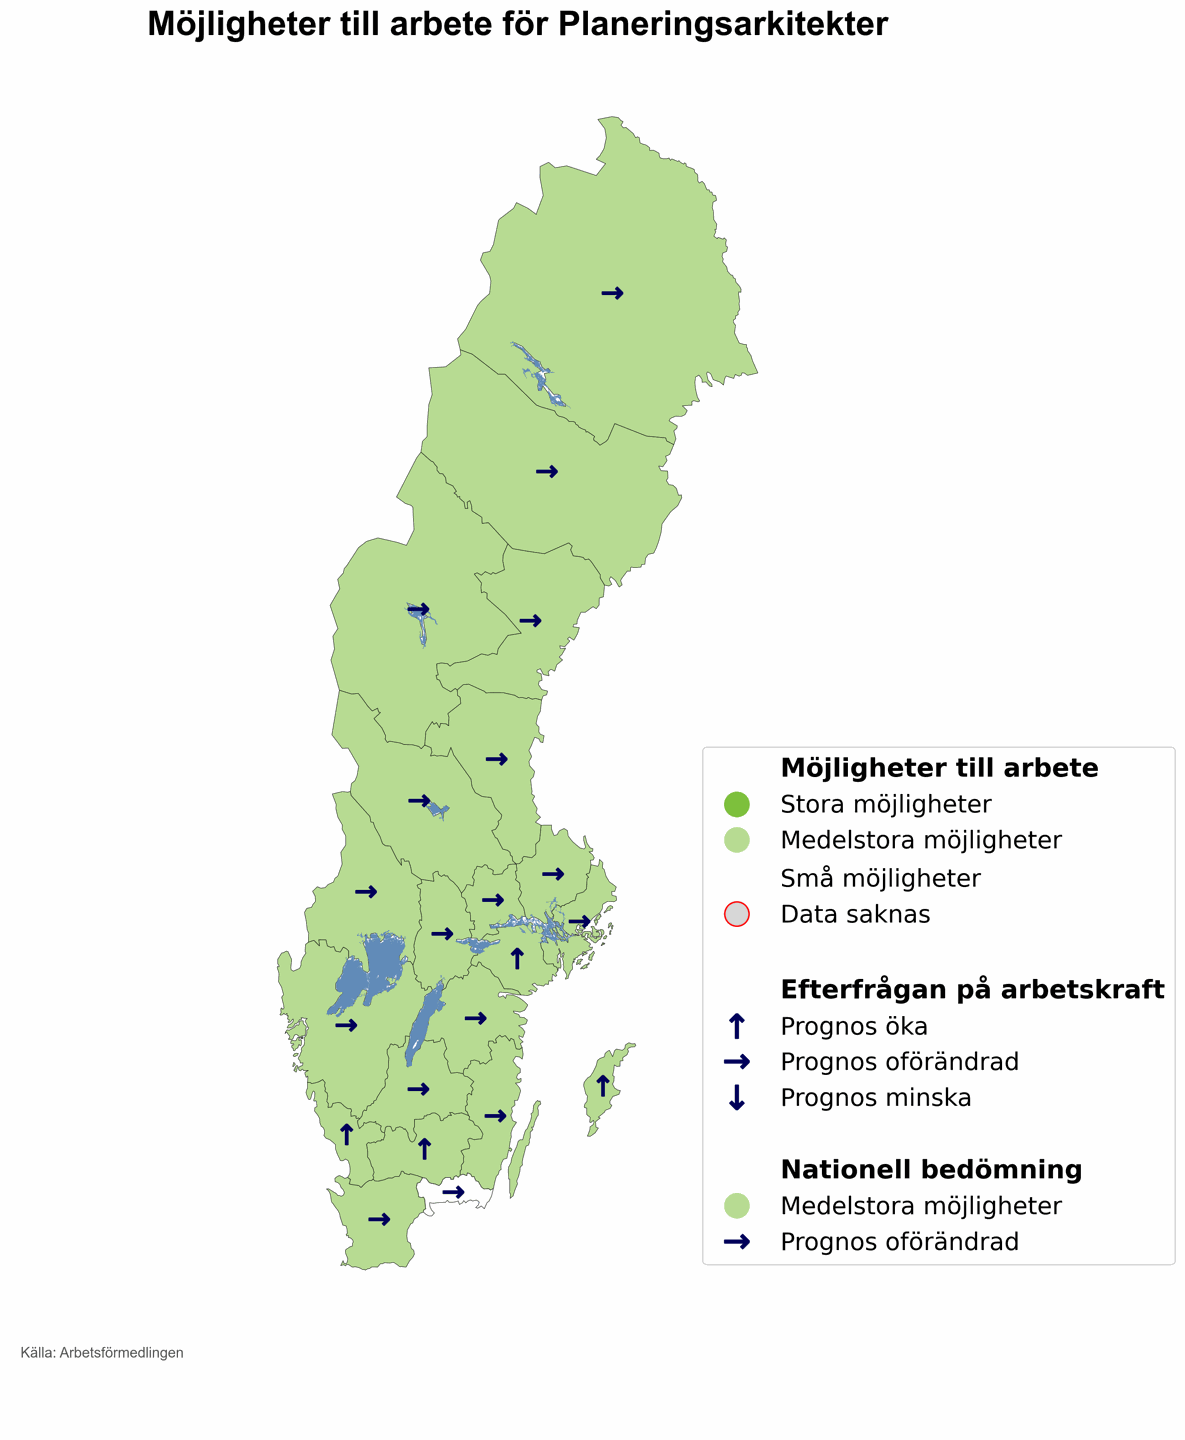 Möjligheter till arbete för Planeringsarkitekter
Möjligheter till arbete
Stora möjligheter
Medelstora möjligheter
Små möjligheter
Data saknas
Efterfrågan på arbetskraft
Prognos öka
Prognos oförändrad
Prognos minska
Nationell bedömning
Medelstora möjligheter
Prognos oförändrad
Källa: Arbetsförmedlingen